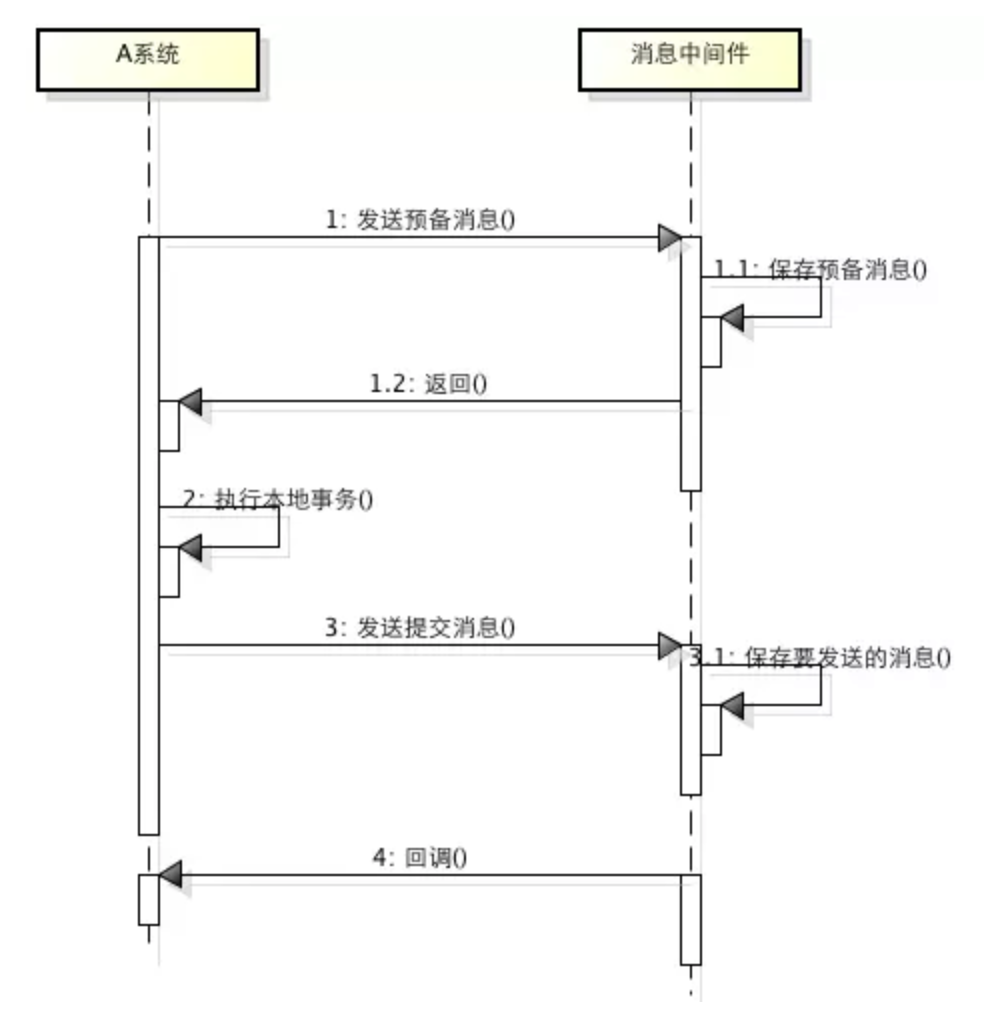 A系统
消息中间件
1: 发送预备消息()
1.1: 保存预备消息()
1.2: 返回()
2: 执行本地事务()
3: 发送提交消息()
3.1: 保存要发送的消息()
4: 回调()